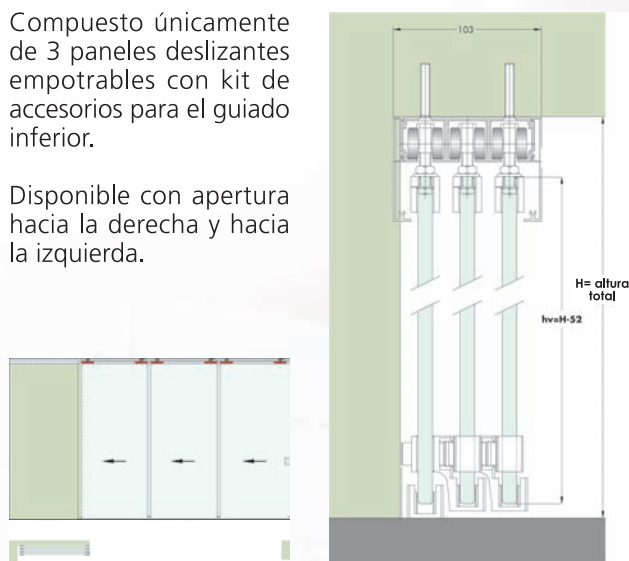 Compuesto únicamente
de 3 paneles deslizantes
empotrables con kit de
accesorios para el guiado
inferior.
Disponible con apertura
hacia la derecha y hacia
la izquierda.
103
H= altura
total
hv=H-52